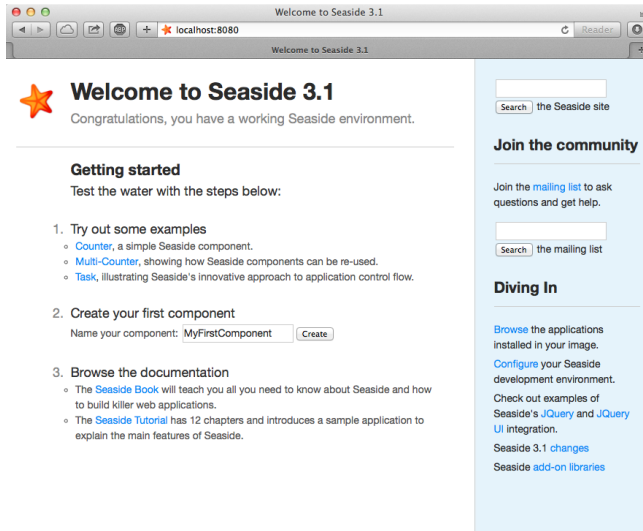 Welcome to Seaside 3.1
localhost:8080
Reader
Welcome to Seaside 3.1
Welcome to Seaside 3.1
Congratulations, you have a working Seaside environment.
Getting started
Test the water with the steps below:
1. Try out some examples
Counter, a simple Seaside component.
Multi-Counter, showing how Seaside components can be re-used.
Task, illustrating Seaside's innovative approach to application control flow.
2. Create your first component
Name your component: MyFirstComponent Create
3. Browse the documentation
The Seaside Book will teach you all you need to know about Seaside and how
to build killer web applications.
The Seaside Tutorial has 12 chapters and introduces a sample application to
explain the main features of Seaside.
Search the Seaside site
Join the community
Join the mailing list to ask
questions and get help.
Search the mailing list
Diving In
Browse the applications
installed in your image.
Configure your Seaside
development environment.
Check out examples of
Seaside's JQuery and JQuery
UI integration.
Seaside 3.1 changes
Seaside add-on libraries